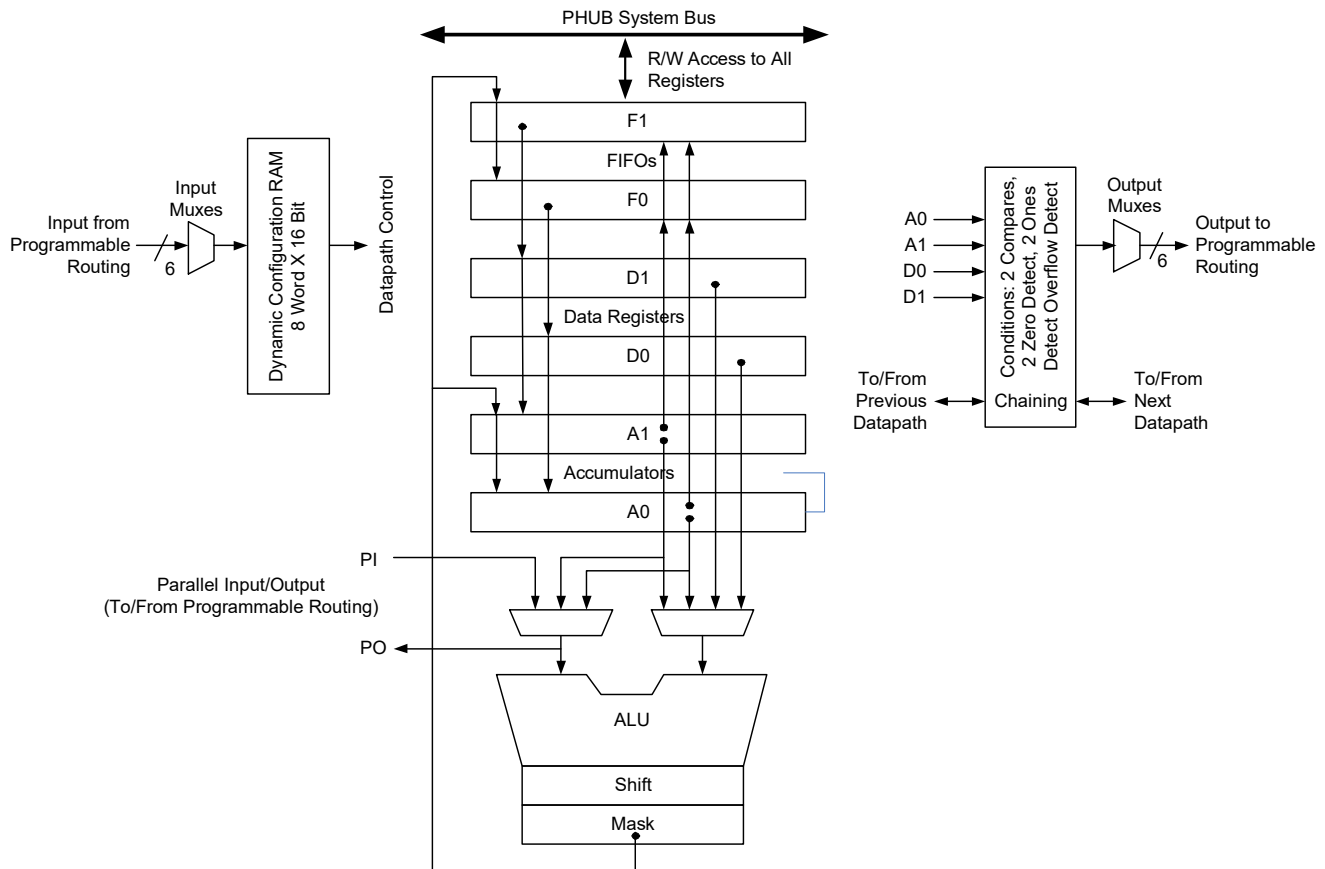 PHUB System Bus
R/W Access to All
Registers
F1
FIFOs
F0
D1
Data Registers
D0
A1
Accumulators
A0
Input from
Programmable
Routing
6
Input
Muxes
Dynamic Configuration RAM
8 Word X 16 Bit
Datapath Control
A0
A1
D0
D1
Conditions: 2 Compares,
2 Zero Detect, 2 Ones
Detect Overflow Detect
Output
Muxes
6
Output to
Programmable
Routing
To/From
Previous
Datapath
Chaining
To/From
Next
Datapath
PI
Parallel Input/Output
(To/From Programmable Routing)
PO
ALU
Shift
Mask